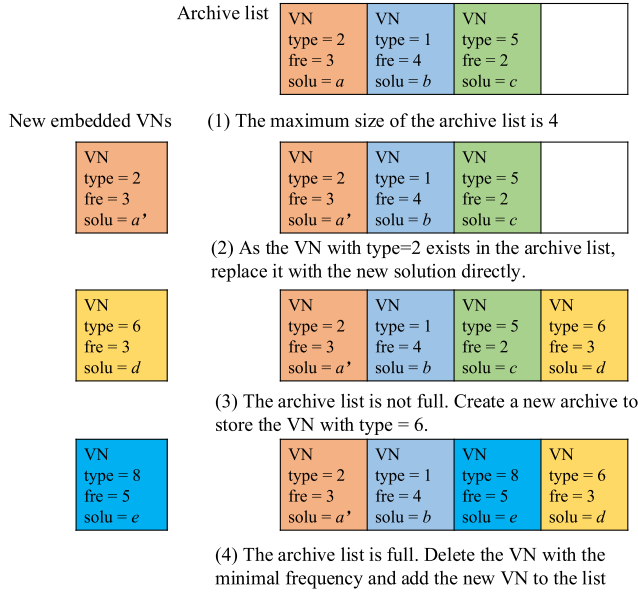 Archive list
VN
type = 2
fre = 3
solu = a
VN
type = 1
fre = 4
solu = b
VN
type = 5
fre = 2
solu = c
New embedded VNs
(1) The maximum size of the archive list is 4
VN
type = 2
fre = 3
solu = a'
VN
type = 2
fre = 3
solu = a'
VN
type = 1
fre = 4
solu = b
VN
type = 5
fre = 2
solu = c
(2) As the VN with type=2 exists in the archive list,
replace it with the new solution directly.
VN
type = 6
fre = 3
solu = d
VN
type = 2
fre = 3
solu = a'
VN
type = 1
fre = 4
solu = b
VN
type = 5
fre = 2
solu = c
VN
type = 6
fre = 3
solu = d
(3) The archive list is not full. Create a new archive to
store the VN with type = 6.
VN
type = 8
fre = 5
solu = e
VN
type = 2
fre = 3
solu = a'
VN
type = 1
fre = 4
solu = b
VN
type = 8
fre = 5
solu = e
VN
type = 6
fre = 3
solu = d
(4) The archive list is full. Delete the VN with the
minimal frequency and add the new VN to the list